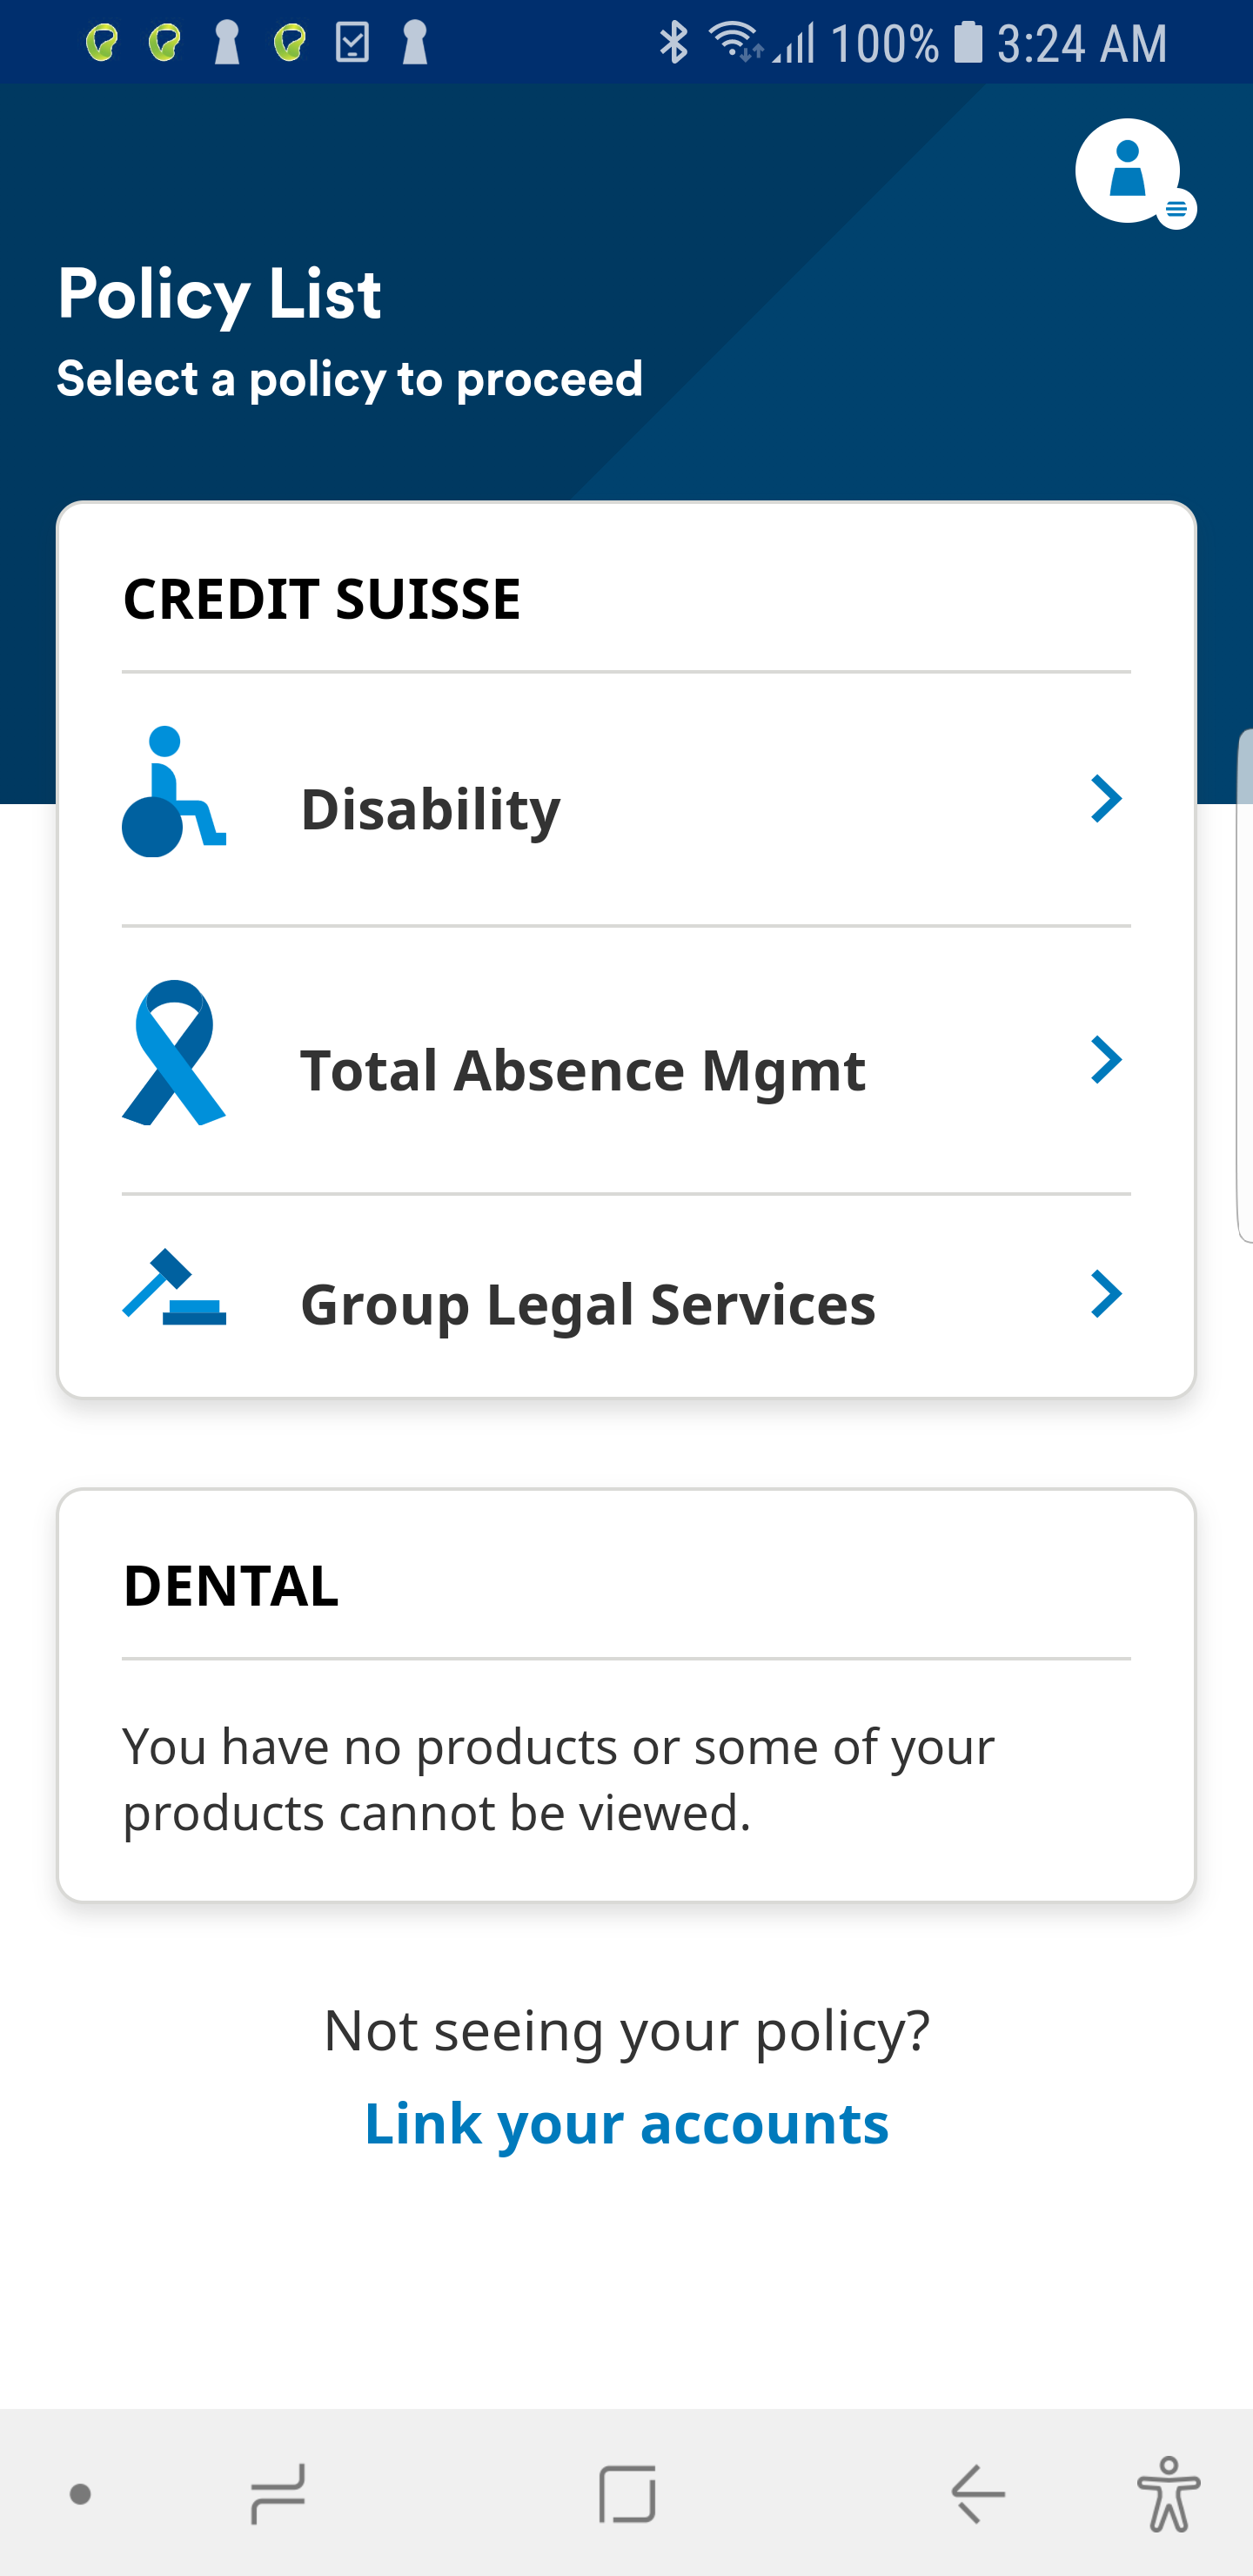 100% 3:24 AM
Policy List
Select a policy to proceed
CREDIT SUISSE
Disability
Total Absence Mgmt
Group Legal Services
DENTAL
You have no products or some of your
products cannot be viewed.
Not seeing your policy?
Link your accounts